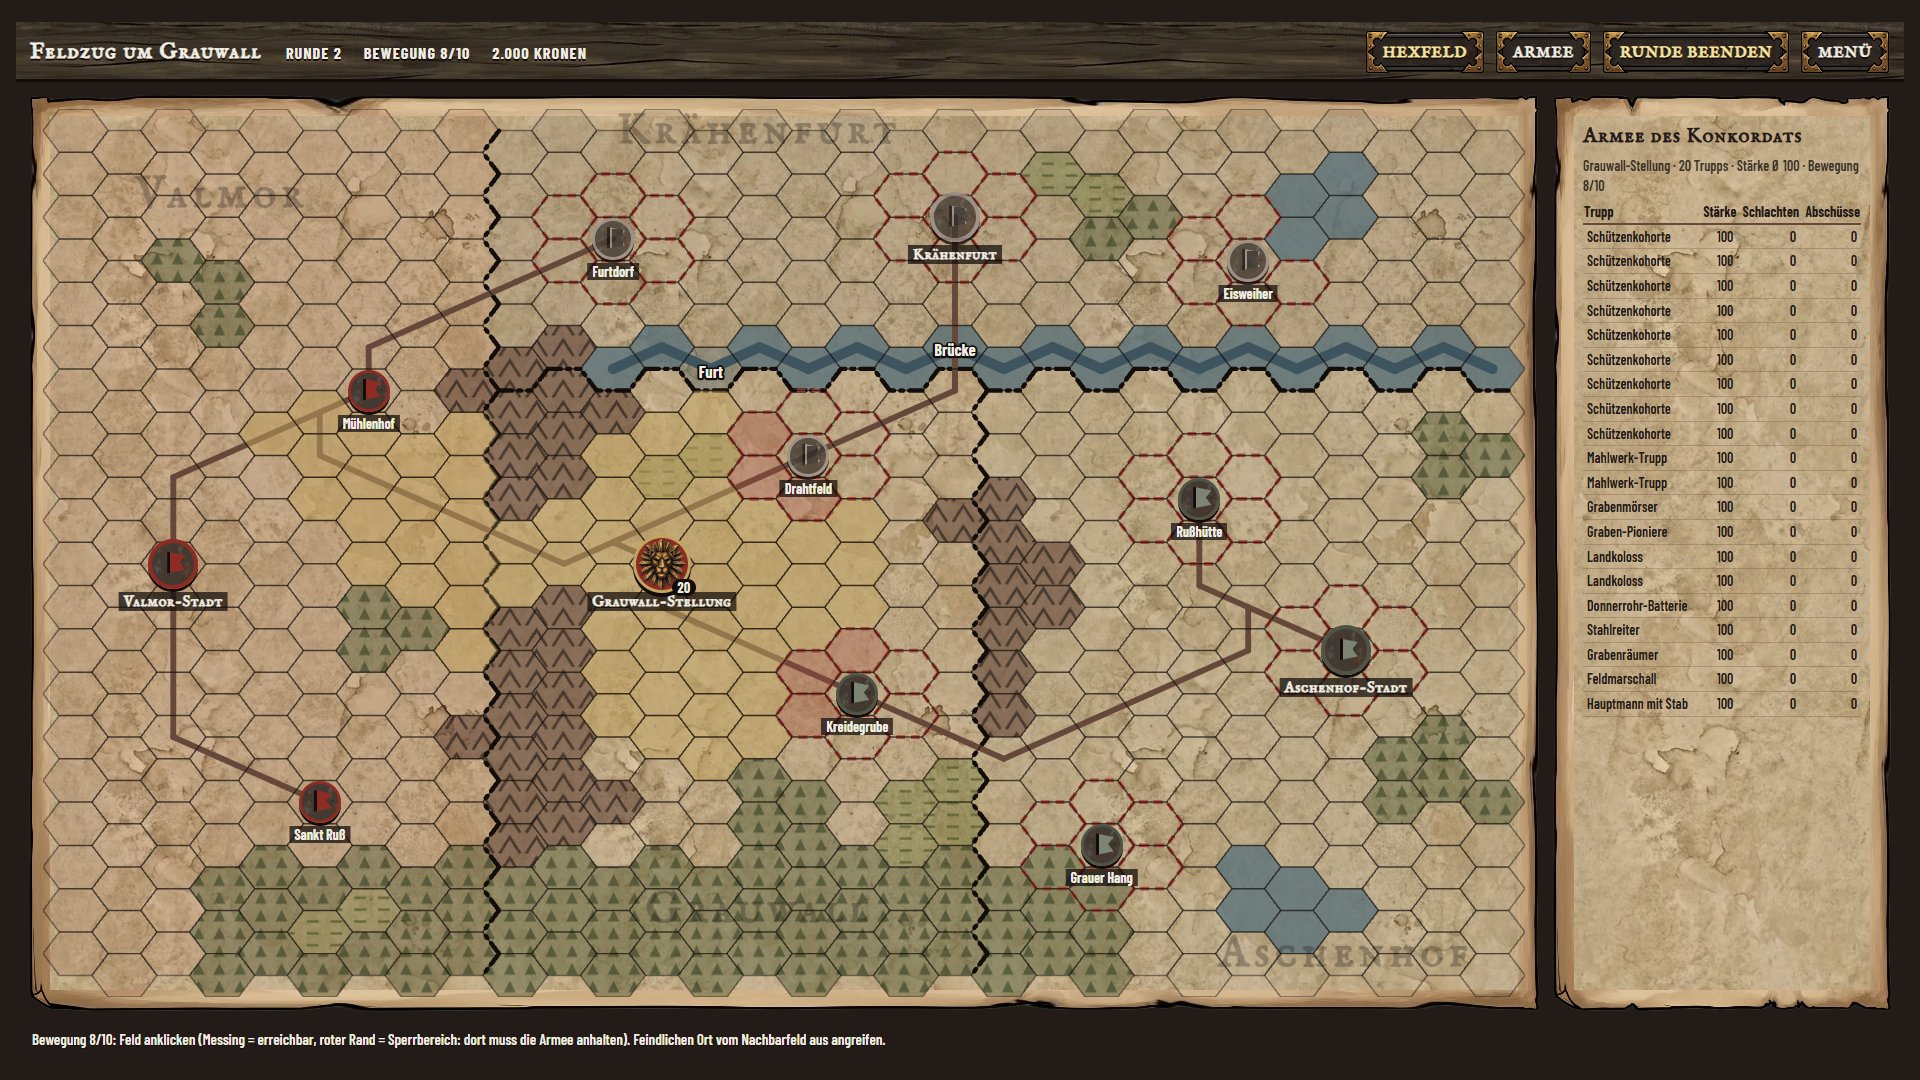 Feldzug um Grauwall
RUNDE 2
BEWEGUNG 8/10
2.000 KRONEN
HEXFELD
ARMEE
RUNDE BEENDEN
MENÜ
Krähenfurt
Valmor
Furtdorf
Krähenfurt
Eisweiher
Brücke
Furt
Mühlenhof
Drahtfeld
Rußhütte
Valmor-Stadt
20
Grauwall-Stellung
Aschenhof-Stadt
Kreidegrube
Sankt Ruß
Grauer Hang
Grauwall
Aschenhof
Armee des Konkordats
Grauwall-Stellung · 20 Trupps · Stärke Ø 100 · Bewegung
8/10
Trupp Stärke Schlachten Abschüsse
Schützenkohorte 100 0 0
Schützenkohorte 100 0 0
Schützenkohorte 100 0 0
Schützenkohorte 100 0 0
Schützenkohorte 100 0 0
Schützenkohorte 100 0 0
Schützenkohorte 100 0 0
Schützenkohorte 100 0 0
Schützenkohorte 100 0 0
Mahlwerk-Trupp 100 0 0
Mahlwerk-Trupp 100 0 0
Grabenmörser 100 0 0
Graben-Pioniere 100 0 0
Landkoloss 100 0 0
Landkoloss 100 0 0
Donnerrohr-Batterie 100 0 0
Stahlreiter 100 0 0
Grabenräumer 100 0 0
Feldmarschall 100 0 0
Hauptmann mit Stab 100 0 0
Bewegung 8/10: Feld anklicken (Messing = erreichbar, roter Rand = Sperrbereich: dort muss die Armee anhalten). Feindlichen Ort vom Nachbarfeld aus angreifen.